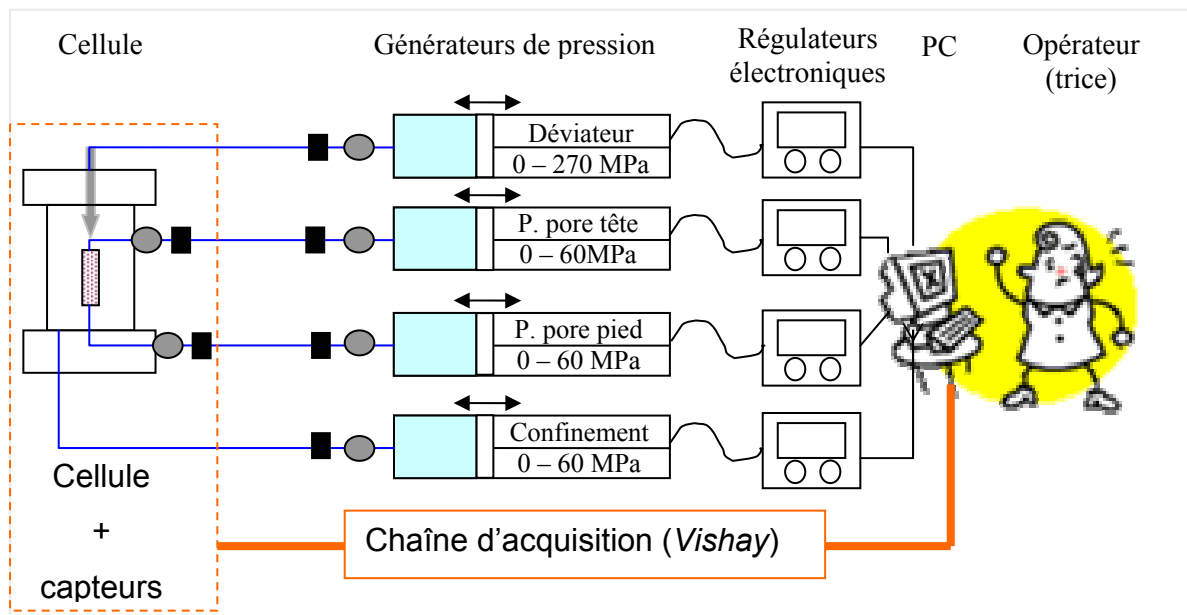 Cellule
Générateurs de pression
Régulateurs
électroniques
PC
Opérateur
(trice)
Déviateur
0 – 270 MPa
P. pore tête
0 – 60MPa
P. pore pied
0 – 60 MPa
Confinement
0 – 60 MPa
Cellule
+
capteurs
Chaîne d'acquisition (Vishay)
X